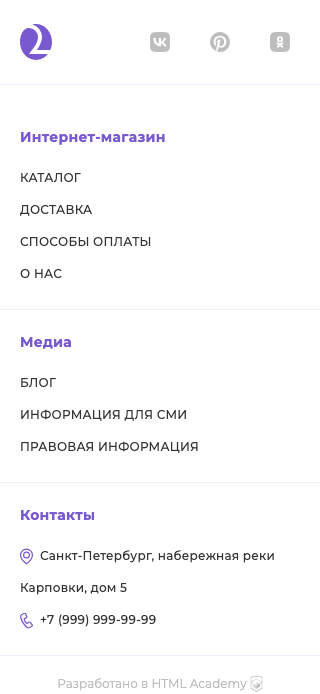 Интернет-магазин
КАТАЛОГ
ДОСТАВКА
СПОСОБЫ ОПЛАТЫ
О НАС
Медиа
БЛОГ
ИНФОРМАЦИЯ ДЛЯ СМИ
ПРАВОВАЯ ИНФОРМАЦИЯ
Контакты
Санкт-Петербург, набережная реки
Карповки, дом 5
+7 (999) 999-99-99
Разработано в HTML Academy